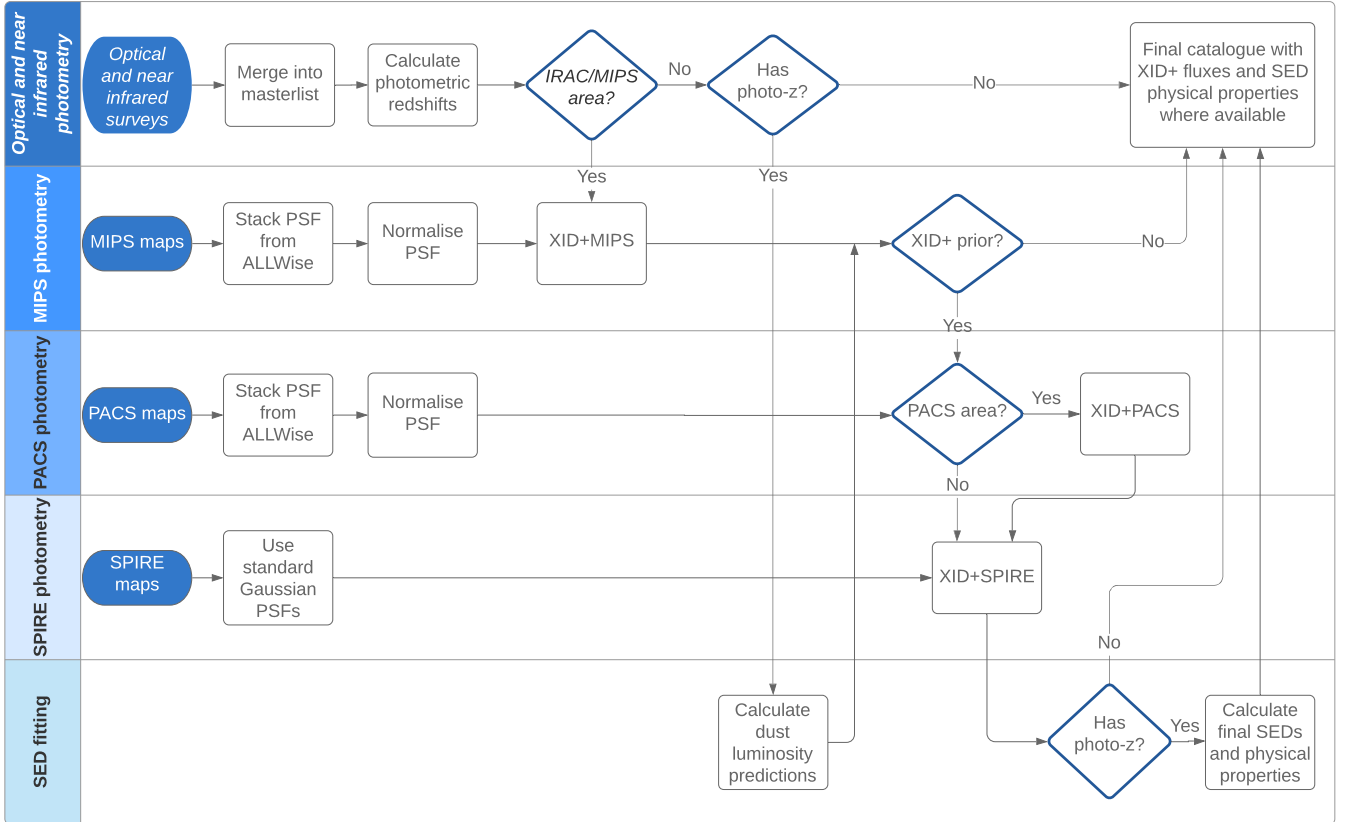 Optical and near
infrared
photometry
Optical
and near
infrared
surveys
Merge into
masterlist
Calculate
photometric
redshifts
IRAC/MIPS
area?
No
Has
photo-z?
No
Final catalogue with
XID+ fluxes and SED
physical properties
where available
Yes
Yes
MIPS photometry
MIPS maps
Stack PSF
from
ALLWise
Normalise
PSF
XID+MIPS
XID+ prior?
No
Yes
PACS photometry
PACS maps
Stack PSF
from
ALLWise
Normalise
PSF
PACS area?
Yes
XID+PACS
No
SPIRE photometry
SPIRE
maps
Use
standard
Gaussian
PSFs
XID+SPIRE
No
SED fitting
Calculate
dust
luminosity
predictions
Has
photo-z?
Yes
Calculate
final SEDs
and physical
properties